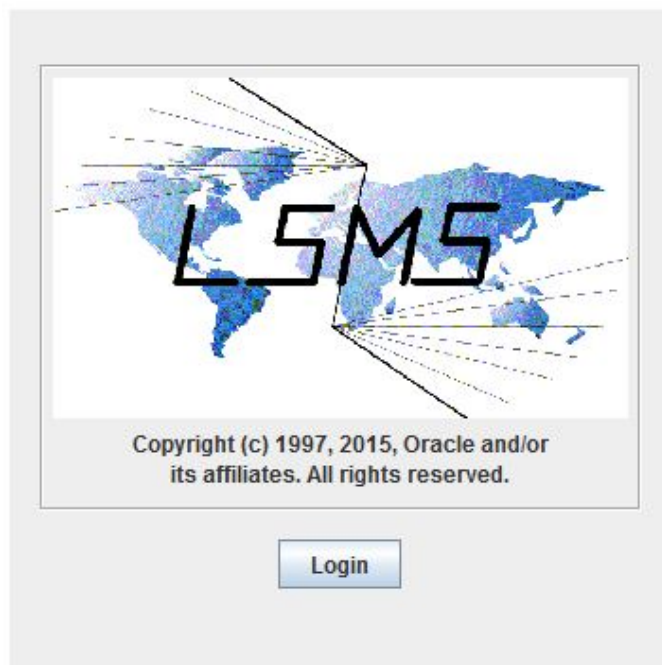 LSMS
Copyright (c) 1997, 2015, Oracle and/or
its affiliates. All rights reserved.
Login